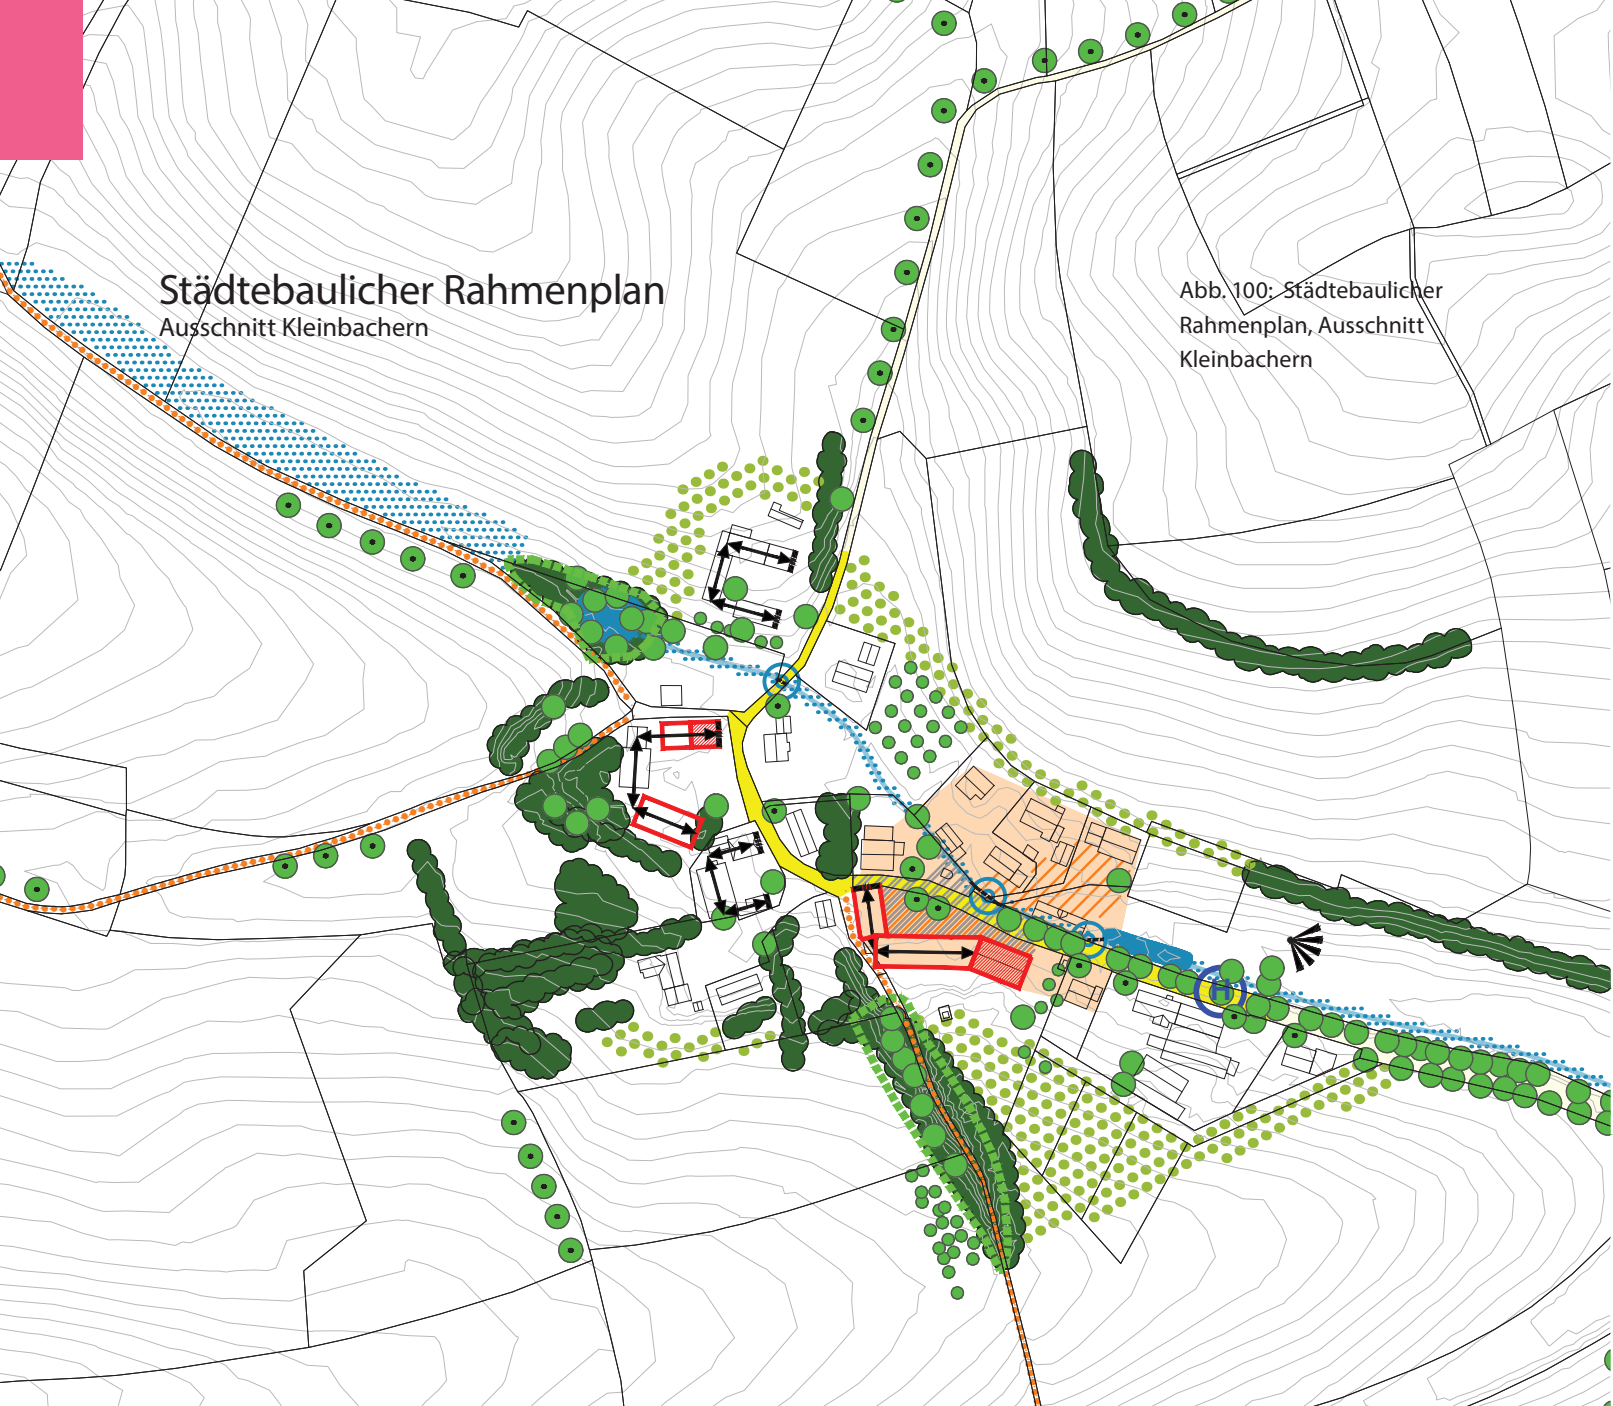 Städtebaulicher Rahmenplan
Ausschnitt Kleinbachern
Abb. 100: Städtebaulicher
Rahmenplan, Ausschnitt
Kleinbachern
H